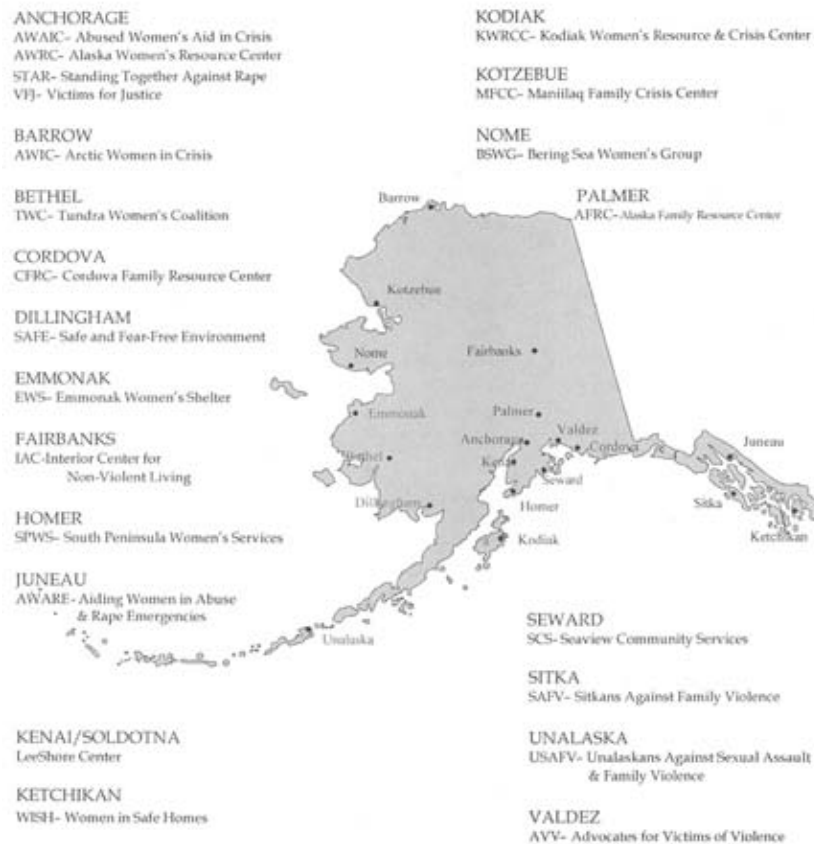 ANCHORAGE
AWAIC– Abused Women's Aid in Crisis
AWRC– Alaska Women's Resource Center
STAR– Standing Together Against Rape
VFJ– Victims for Justice
BARROW
AWIC– Arctic Women in Crisis
BETHEL
TWC– Tundra Women's Coalition
CORDOVA
CFRC– Cordova Family Resource Center
DILLINGHAM
SAFE– Safe and Fear-Free Environment
EMMONAK
EWS– Emmonak Women's Shelter
FAIRBANKS
IAC-Interior Center for
Non-Violent Living
HOMER
SPWS– South Peninsula Women's Services
JUNEAU
AWARE- Aiding Women in Abuse
& Rape Emergencies
KENAI/SOLDOTNA
LeeShore Center
KETCHIKAN
WISH– Women in Safe Homes
KODIAK
KWRCC– Kodiak Women's Resource & Crisis Center
KOTZEBUE
MFCC– Maniilaq Family Crisis Center
NOME
BSWG– Bering Sea Women's Group
PALMER
AFRC– Alaska Family Resource Center
Barrow
Kotzebue
Nome
Fairbanks
Emmonak
Palmer
Anchorage
Valdez
Cordova
Juneau
Bethel
Kenai
Seward
Sitka
Dillingham
Homer
Ketchikan
Kodiak
Unalaska
SEWARD
SCS- Seaview Community Services
SITKA
SAFV– Sitkans Against Family Violence
UNALASKA
USAFV– Unalaskans Against Sexual Assault
& Family Violence
VALDEZ
AVV– Advocates for Victims of Violence